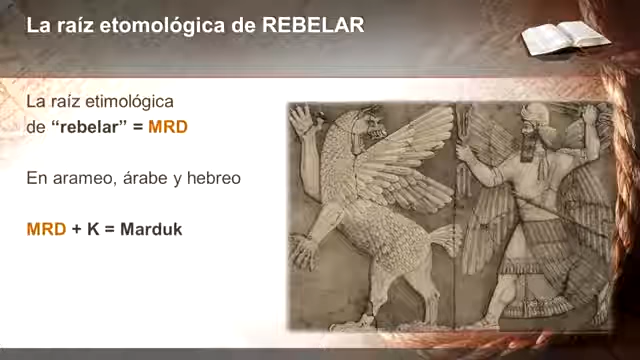 La raíz etomológica de REBELAR
La raíz etimológica
de “rebelar” = MRD
En arameo, árabe y hebreo
MRD + K = Marduk